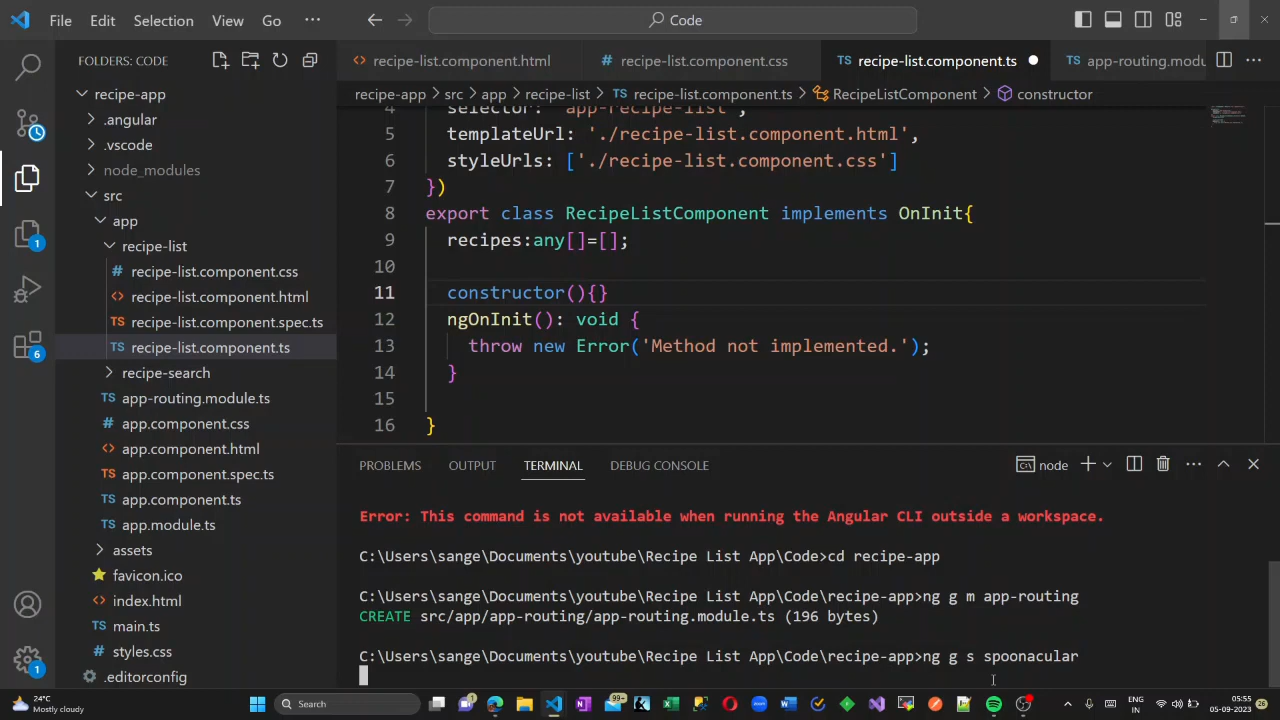 File Edit Selection View Go ··· Code
FOLDERS: CODE
recipe-app
.angular
.vscode
node_modules
src
app
recipe-list
# recipe-list.component.css
<> recipe-list.component.html
TS recipe-list.component.spec.ts
TS recipe-list.component.ts
recipe-search
TS app-routing.module.ts
# app.component.css
<> app.component.html
TS app.component.spec.ts
TS app.component.ts
TS app.module.ts
assets
favicon.ico
<> index.html
TS main.ts
# styles.css
.editorconfig
1
6
1
<> recipe-list.component.html # recipe-list.component.css TS recipe-list.component.ts TS app-routing.modu
recipe-app > src > app > recipe-list > TS recipe-list.component.ts > RecipeListComponent > constructor
4 selector: 'app-recipe-list',
5 templateUrl: './recipe-list.component.html',
6 styleUrls: ['./recipe-list.component.css']
7 })
8 export class RecipeListComponent implements OnInit{
9 recipes:any[]=[];
10
11 constructor(){}
12 ngOnInit(): void {
13 throw new Error('Method not implemented.');
14 }
15
16 }
PROBLEMS OUTPUT TERMINAL DEBUG CONSOLE node
Error: This command is not available when running the Angular CLI outside a workspace.
C:\Users\sange\Documents\youtube\Recipe List App\Code>cd recipe-app
C:\Users\sange\Documents\youtube\Recipe List App\Code\recipe-app>ng g m app-routing
CREATE src/app/app-routing/app-routing.module.ts (196 bytes)
C:\Users\sange\Documents\youtube\Recipe List App\Code\recipe-app>ng g s spoonacular
24°C
Mostly cloudy
Search
99+
ENG
IN
05:55
05-09-2023